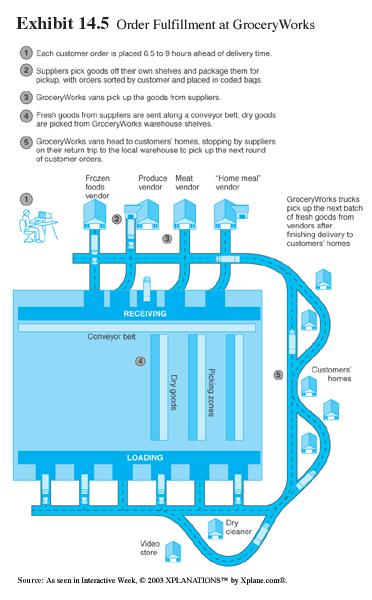 Exhibit 14.5 Order Fulfillment at GroceryWorks
1 Each customer order is placed 6.5 to 9 hours ahead of delivery time.
2 Suppliers pick goods off their own shelves and package them for
pickup, with orders sorted by customer and placed in coded bags.
3 GroceryWorks vans pick up the goods from suppliers.
4 Fresh goods from suppliers are sent along a conveyor belt; dry goods
are picked from GroceryWorks warehouse shelves.
5 GroceryWorks vans head to customers' homes, stopping by suppliers
on their return trip to the local warehouse to pick up the next round
of customer orders.
1
Frozen
foods
vendor
Produce
vendor
Meat
vendor
"Home meal"
vendor
2
3
GroceryWorks trucks
pick up the next batch
of fresh goods from
vendors after
finishing delivery to
customers' homes
RECEIVING
Conveyor belt
4
Dry goods
Picking zones
5
Customers'
homes
LOADING
Dry
cleaner
Video
store
Source: As seen in Interactive Week, © 2003 XPLANATIONS™ by Xplane.com®.